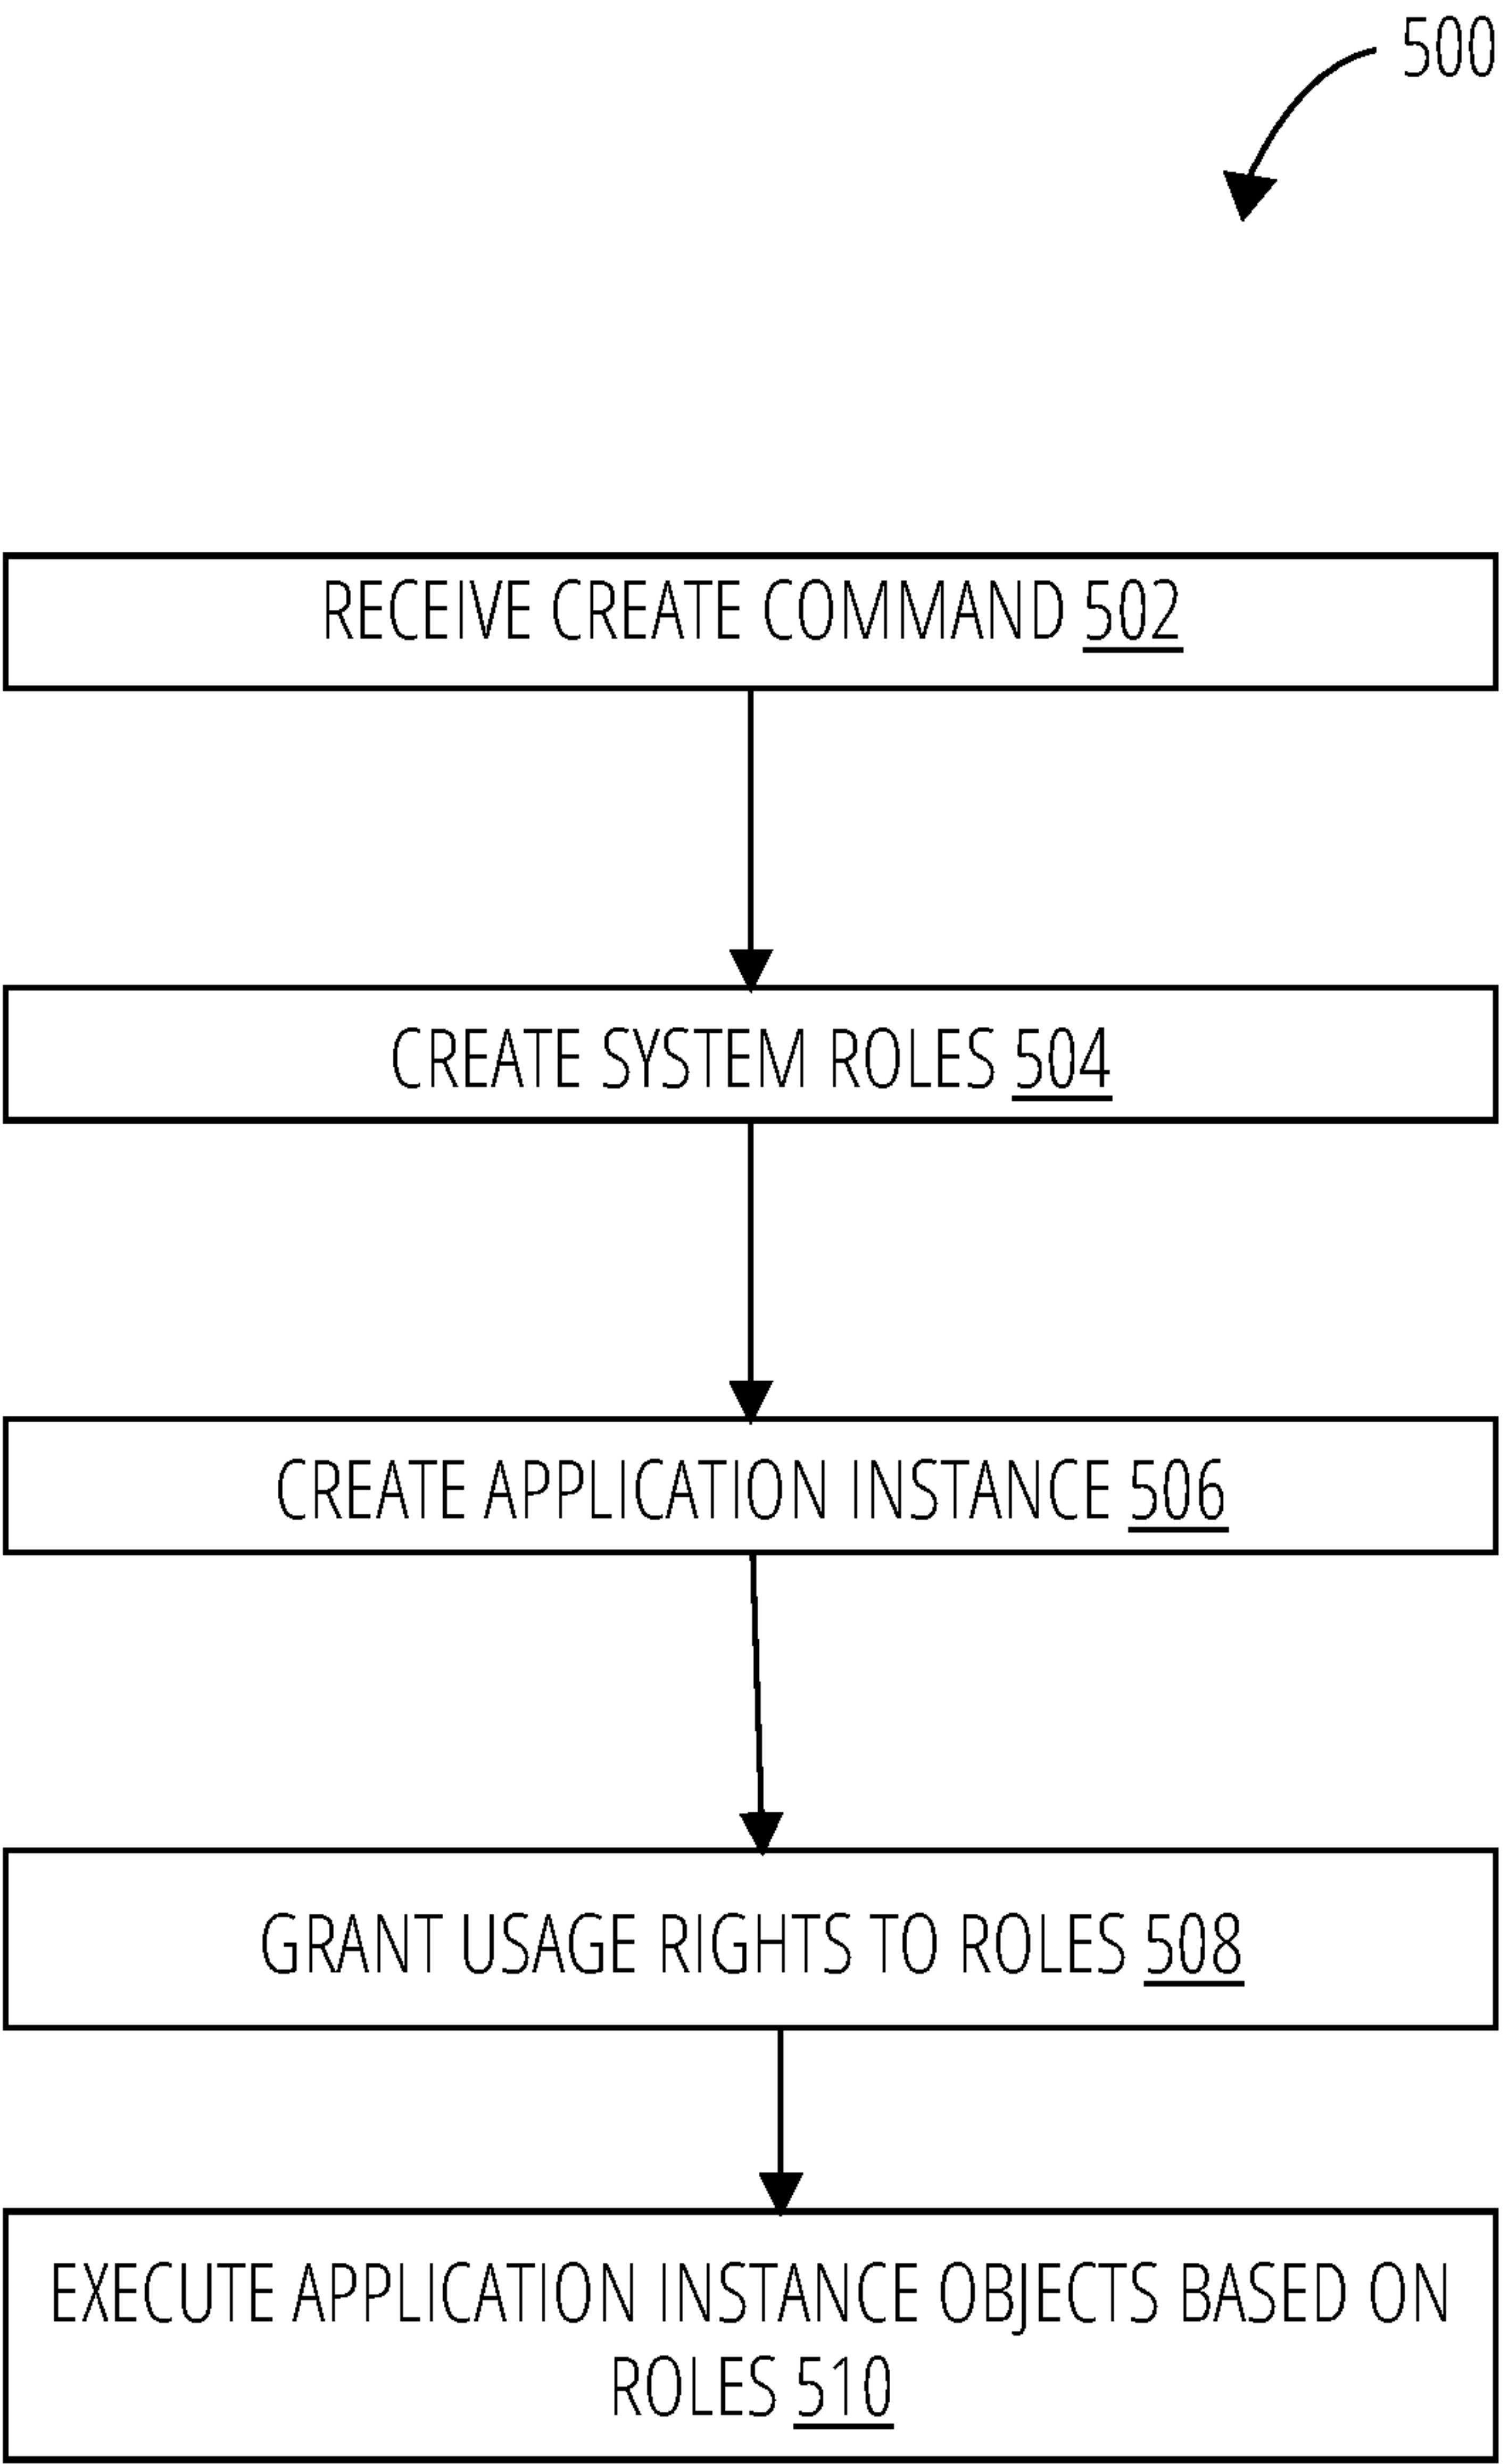 500
RECEIVE CREATE COMMAND 502
CREATE SYSTEM ROLES 504
CREATE APPLICATION INSTANCE 506
GRANT USAGE RIGHTS TO ROLES 508
EXECUTE APPLICATION INSTANCE OBJECTS BASED ON
ROLES 510